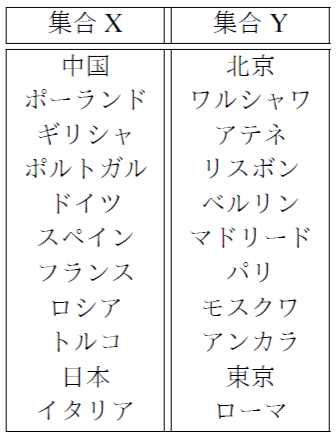 集合 X 集合 Y
中国 北京
ポーランド ワルシャワ
ギリシャ アテネ
ポルトガル リスボン
ドイツ ベルリン
スペイン マドリード
フランス パリ
ロシア モスクワ
トルコ アンカラ
日本 東京
イタリア ローマ